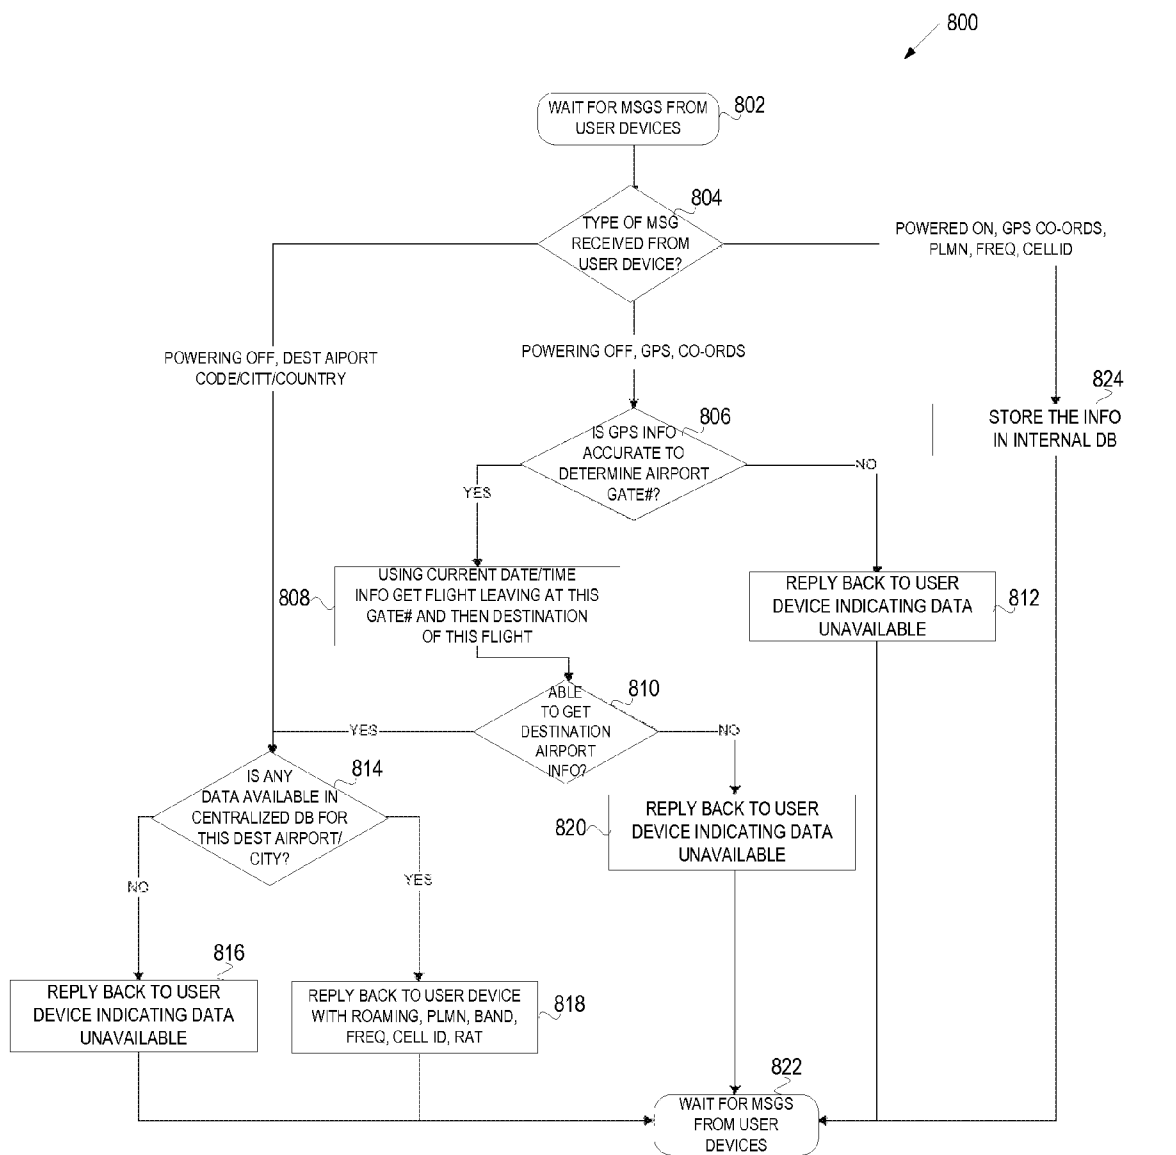 800
WAIT FOR MSGS FROM
USER DEVICES
802
804
TYPE OF MSG
RECEIVED FROM
USER DEVICE?
POWERED ON, GPS CO-ORDS,
PLMN, FREQ, CELLID
POWERING OFF, DEST AIPORT
CODE/CITT/COUNTRY
POWERING OFF, GPS, CO-ORDS
824
STORE THE INFO
IN INTERNAL DB
806
IS GPS INFO
ACCURATE TO
DETERMINE AIRPORT
GATE#?
YES
NO
808
USING CURRENT DATE/TIME
INFO GET FLIGHT LEAVING AT THIS
GATE# AND THEN DESTINATION
OF THIS FLIGHT
REPLY BACK TO USER
DEVICE INDICATING DATA
UNAVAILABLE
812
810
ABLE
TO GET
DESTINATION
AIRPORT
INFO?
YES
NO
814
IS ANY
DATA AVAILABLE IN
CENTRALIZED DB FOR
THIS DEST AIRPORT/
CITY?
820
REPLY BACK TO USER
DEVICE INDICATING DATA
UNAVAILABLE
NO
YES
816
REPLY BACK TO USER
DEVICE INDICATING DATA
UNAVAILABLE
REPLY BACK TO USER DEVICE
WITH ROAMING, PLMN, BAND,
FREQ, CELL ID, RAT
818
822
WAIT FOR MSGS
FROM USER
DEVICES